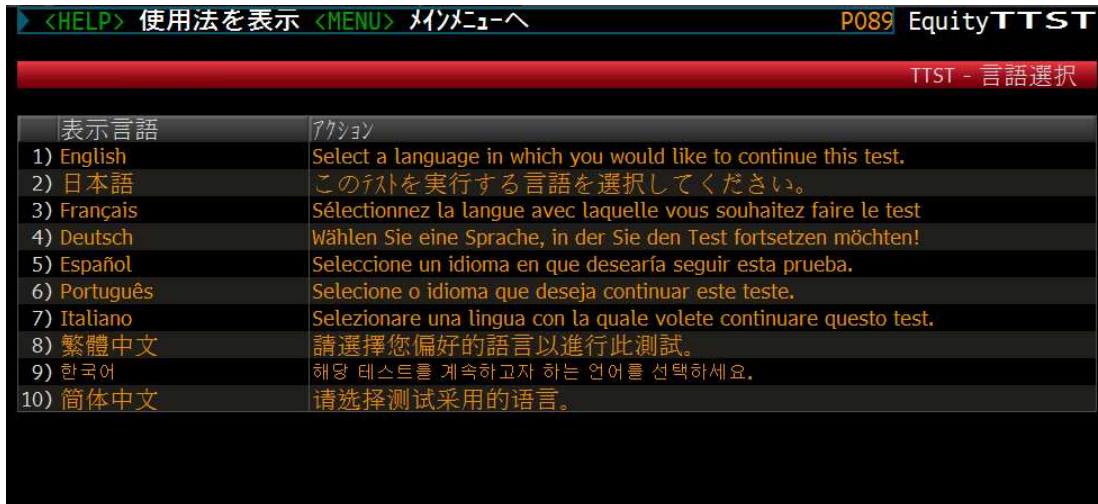 <HELP> 使用法を表示 <MENU> ﾒｲﾝﾒﾆｭｰへ P089 EquityTTST
TTST - 言語選択
表示言語 ｱｸｼｮﾝ
1) English Select a language in which you would like to continue this test.
2) 日本語 このﾃｽﾄを実行する言語を選択してください。
3) Français Sélectionnez la langue avec laquelle vous souhaitez faire le test
4) Deutsch Wählen Sie eine Sprache, in der Sie den Test fortsetzen möchten!
5) Español Seleccione un idioma en que desearía seguir esta prueba.
6) Português Selecione o idioma que deseja continuar este teste.
7) Italiano Selezionare una lingua con la quale volete continuare questo test.
8) 繁體中文 請選擇您偏好的語言以進行此測試。
9) 한국어 해당 테스트를 계속하고자 하는 언어를 선택하세요.
10) 简体中文 请选择测试采用的语言。